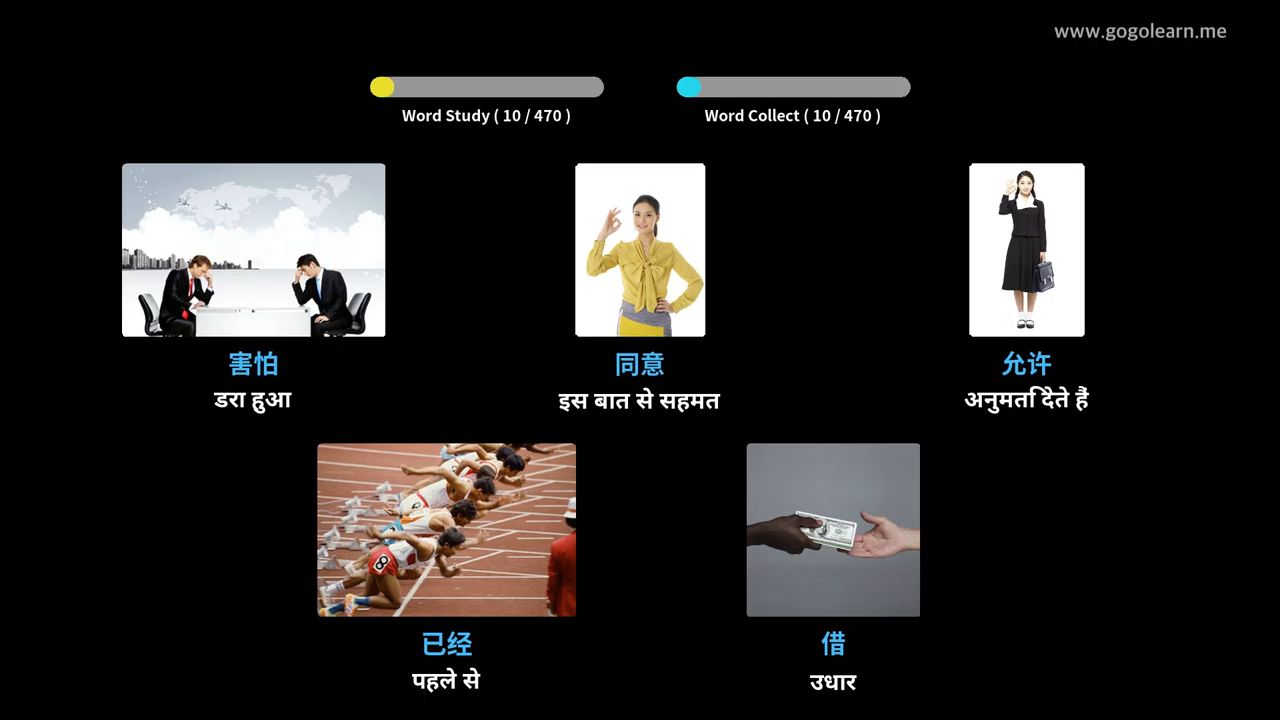 www.gogolearn.me
Word Study ( 10 / 470 )
Word Collect ( 10 / 470 )
害怕
同意
允许
डरा हुआ
इस बात से सहमत
अनुमति देते हैं
已经
借
पहले से
उधार
8